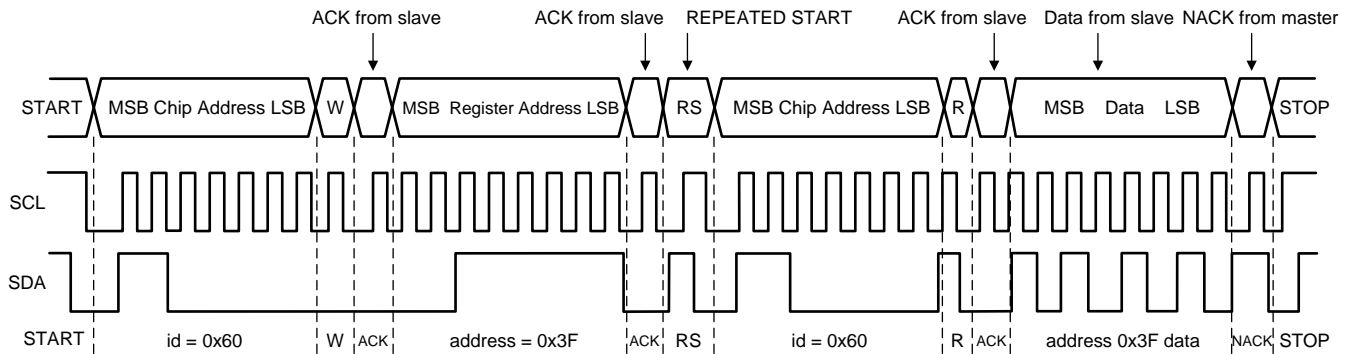 ACK from slave ACK from slave REPEATED START ACK from slave Data from slave NACK from master
START MSB Chip Address LSB W MSB Register Address LSB RS MSB Chip Address LSB R MSB Data LSB STOP
SCL
SDA
START id = 0x60 W ACK address = 0x3F ACK RS id = 0x60 R ACK address 0x3F data NACK STOP